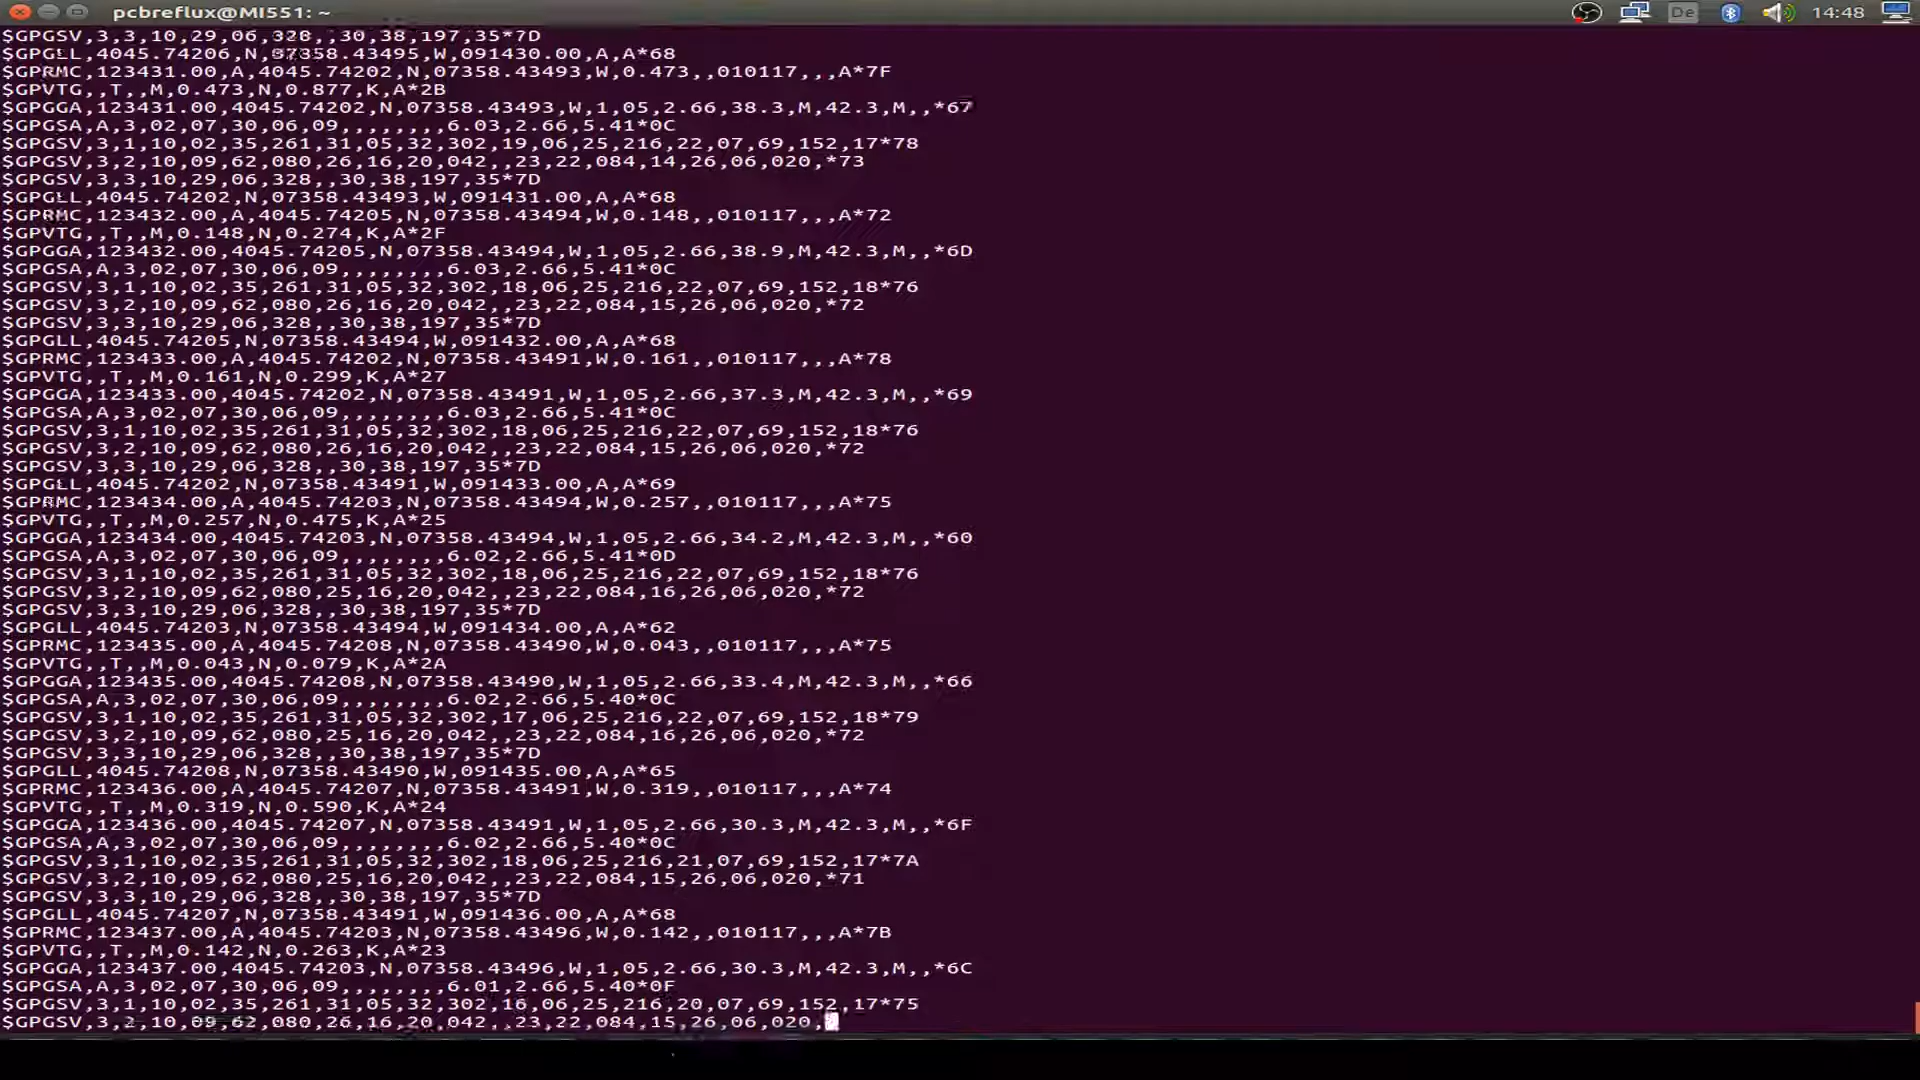 pcbreflux@MI551: ~
De
14:48
$GPGSV,3,3,10,29,06,328,,30,38,197,35*7D
$GPGLL,4045.74206,N,07358.43495,W,091430.00,A,A*68
$GPRMC,123431.00,A,4045.74202,N,07358.43493,W,0.473,,010117,,,A*7F
$GPVTG,,T,,M,0.473,N,0.877,K,A*2B
$GPGGA,123431.00,4045.74202,N,07358.43493,W,1,05,2.66,38.3,M,42.3,M,,*67
$GPGSA,A,3,02,07,30,06,09,,,,,,,,6.03,2.66,5.41*0C
$GPGSV,3,1,10,02,35,261,31,05,32,302,19,06,25,216,22,07,69,152,17*78
$GPGSV,3,2,10,09,62,080,26,16,20,042,,23,22,084,14,26,06,020,*73
$GPGSV,3,3,10,29,06,328,,30,38,197,35*7D
$GPGLL,4045.74202,N,07358.43493,W,091431.00,A,A*68
$GPRMC,123432.00,A,4045.74205,N,07358.43494,W,0.148,,010117,,,A*72
$GPVTG,,T,,M,0.148,N,0.274,K,A*2F
$GPGGA,123432.00,4045.74205,N,07358.43494,W,1,05,2.66,38.9,M,42.3,M,,*6D
$GPGSA,A,3,02,07,30,06,09,,,,,,,,6.03,2.66,5.41*0C
$GPGSV,3,1,10,02,35,261,31,05,32,302,18,06,25,216,22,07,69,152,18*76
$GPGSV,3,2,10,09,62,080,26,16,20,042,,23,22,084,15,26,06,020,*72
$GPGSV,3,3,10,29,06,328,,30,38,197,35*7D
$GPGLL,4045.74205,N,07358.43494,W,091432.00,A,A*68
$GPRMC,123433.00,A,4045.74202,N,07358.43491,W,0.161,,010117,,,A*78
$GPVTG,,T,,M,0.161,N,0.299,K,A*27
$GPGGA,123433.00,4045.74202,N,07358.43491,W,1,05,2.66,37.3,M,42.3,M,,*69
$GPGSA,A,3,02,07,30,06,09,,,,,,,,6.03,2.66,5.41*0C
$GPGSV,3,1,10,02,35,261,31,05,32,302,18,06,25,216,22,07,69,152,18*76
$GPGSV,3,2,10,09,62,080,26,16,20,042,,23,22,084,15,26,06,020,*72
$GPGSV,3,3,10,29,06,328,,30,38,197,35*7D
$GPGLL,4045.74202,N,07358.43491,W,091433.00,A,A*69
$GPRMC,123434.00,A,4045.74203,N,07358.43494,W,0.257,,010117,,,A*75
$GPVTG,,T,,M,0.257,N,0.475,K,A*25
$GPGGA,123434.00,4045.74203,N,07358.43494,W,1,05,2.66,34.2,M,42.3,M,,*60
$GPGSA,A,3,02,07,30,06,09,,,,,,,,6.02,2.66,5.41*0D
$GPGSV,3,1,10,02,35,261,31,05,32,302,18,06,25,216,22,07,69,152,18*76
$GPGSV,3,2,10,09,62,080,25,16,20,042,,23,22,084,16,26,06,020,*72
$GPGSV,3,3,10,29,06,328,,30,38,197,35*7D
$GPGLL,4045.74203,N,07358.43494,W,091434.00,A,A*62
$GPRMC,123435.00,A,4045.74208,N,07358.43490,W,0.043,,010117,,,A*75
$GPVTG,,T,,M,0.043,N,0.079,K,A*2A
$GPGGA,123435.00,4045.74208,N,07358.43490,W,1,05,2.66,33.4,M,42.3,M,,*66
$GPGSA,A,3,02,07,30,06,09,,,,,,,,6.02,2.66,5.40*0C
$GPGSV,3,1,10,02,35,261,31,05,32,302,17,06,25,216,22,07,69,152,18*79
$GPGSV,3,2,10,09,62,080,25,16,20,042,,23,22,084,16,26,06,020,*72
$GPGSV,3,3,10,29,06,328,,30,38,197,35*7D
$GPGLL,4045.74208,N,07358.43490,W,091435.00,A,A*65
$GPRMC,123436.00,A,4045.74207,N,07358.43491,W,0.319,,010117,,,A*74
$GPVTG,,T,,M,0.319,N,0.590,K,A*24
$GPGGA,123436.00,4045.74207,N,07358.43491,W,1,05,2.66,30.3,M,42.3,M,,*6F
$GPGSA,A,3,02,07,30,06,09,,,,,,,,6.02,2.66,5.40*0C
$GPGSV,3,1,10,02,35,261,31,05,32,302,18,06,25,216,21,07,69,152,17*7A
$GPGSV,3,2,10,09,62,080,25,16,20,042,,23,22,084,15,26,06,020,*71
$GPGSV,3,3,10,29,06,328,,30,38,197,35*7D
$GPGLL,4045.74207,N,07358.43491,W,091436.00,A,A*68
$GPRMC,123437.00,A,4045.74203,N,07358.43496,W,0.142,,010117,,,A*7B
$GPVTG,,T,,M,0.142,N,0.263,K,A*23
$GPGGA,123437.00,4045.74203,N,07358.43496,W,1,05,2.66,30.3,M,42.3,M,,*6C
$GPGSA,A,3,02,07,30,06,09,,,,,,,,6.01,2.66,5.40*0F
$GPGSV,3,1,10,02,35,261,31,05,32,302,16,06,25,216,20,07,69,152,17*75
$GPGSV,3,2,10,09,62,080,26,16,20,042,,23,22,084,15,26,06,020,